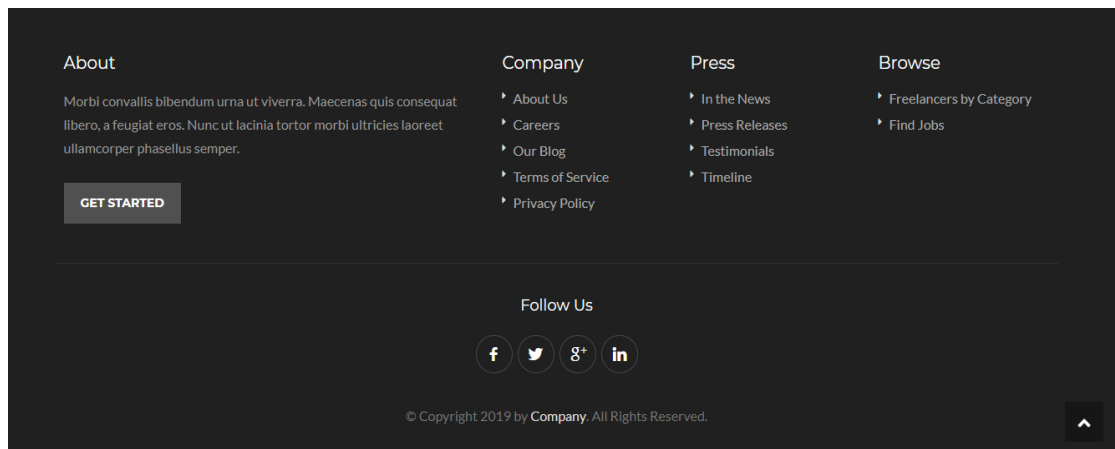 About
Morbi convallis bibendum urna ut viverra. Maecenas quis consequat
libero, a feugiat eros. Nunc ut lacinia tortor morbi ultricies laoreet
ullamcorper phasellus semper.
GET STARTED
Company
About Us
Careers
Our Blog
Terms of Service
Privacy Policy
Press
In the News
Press Releases
Testimonials
Timeline
Browse
Freelancers by Category
Find Jobs
Follow Us
f
g+
in
© Copyright 2019 by Company. All Rights Reserved.